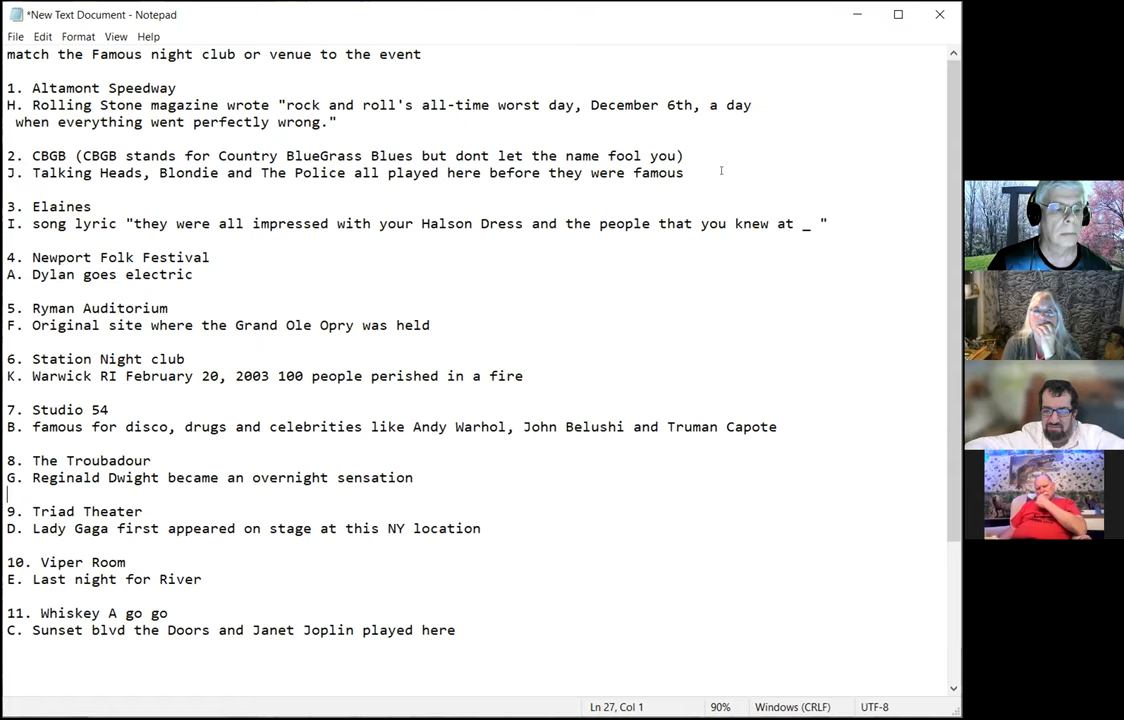 *New Text Document - Notepad
File Edit Format View Help
match the Famous night club or venue to the event
1. Altamont Speedway
H. Rolling Stone magazine wrote "rock and roll's all-time worst day, December 6th, a day
when everything went perfectly wrong."
2. CBGB (CBGB stands for Country BlueGrass Blues but dont let the name fool you)
J. Talking Heads, Blondie and The Police all played here before they were famous
3. Elaines
I. song lyric "they were all impressed with your Halson Dress and the people that you knew at _ "
4. Newport Folk Festival
A. Dylan goes electric
5. Ryman Auditorium
F. Original site where the Grand Ole Opry was held
6. Station Night club
K. Warwick RI February 20, 2003 100 people perished in a fire
7. Studio 54
B. famous for disco, drugs and celebrities like Andy Warhol, John Belushi and Truman Capote
8. The Troubadour
G. Reginald Dwight became an overnight sensation
9. Triad Theater
D. Lady Gaga first appeared on stage at this NY location
10. Viper Room
E. Last night for River
11. Whiskey A go go
C. Sunset blvd the Doors and Janet Joplin played here
Ln 27, Col 1 90% Windows (CRLF) UTF-8